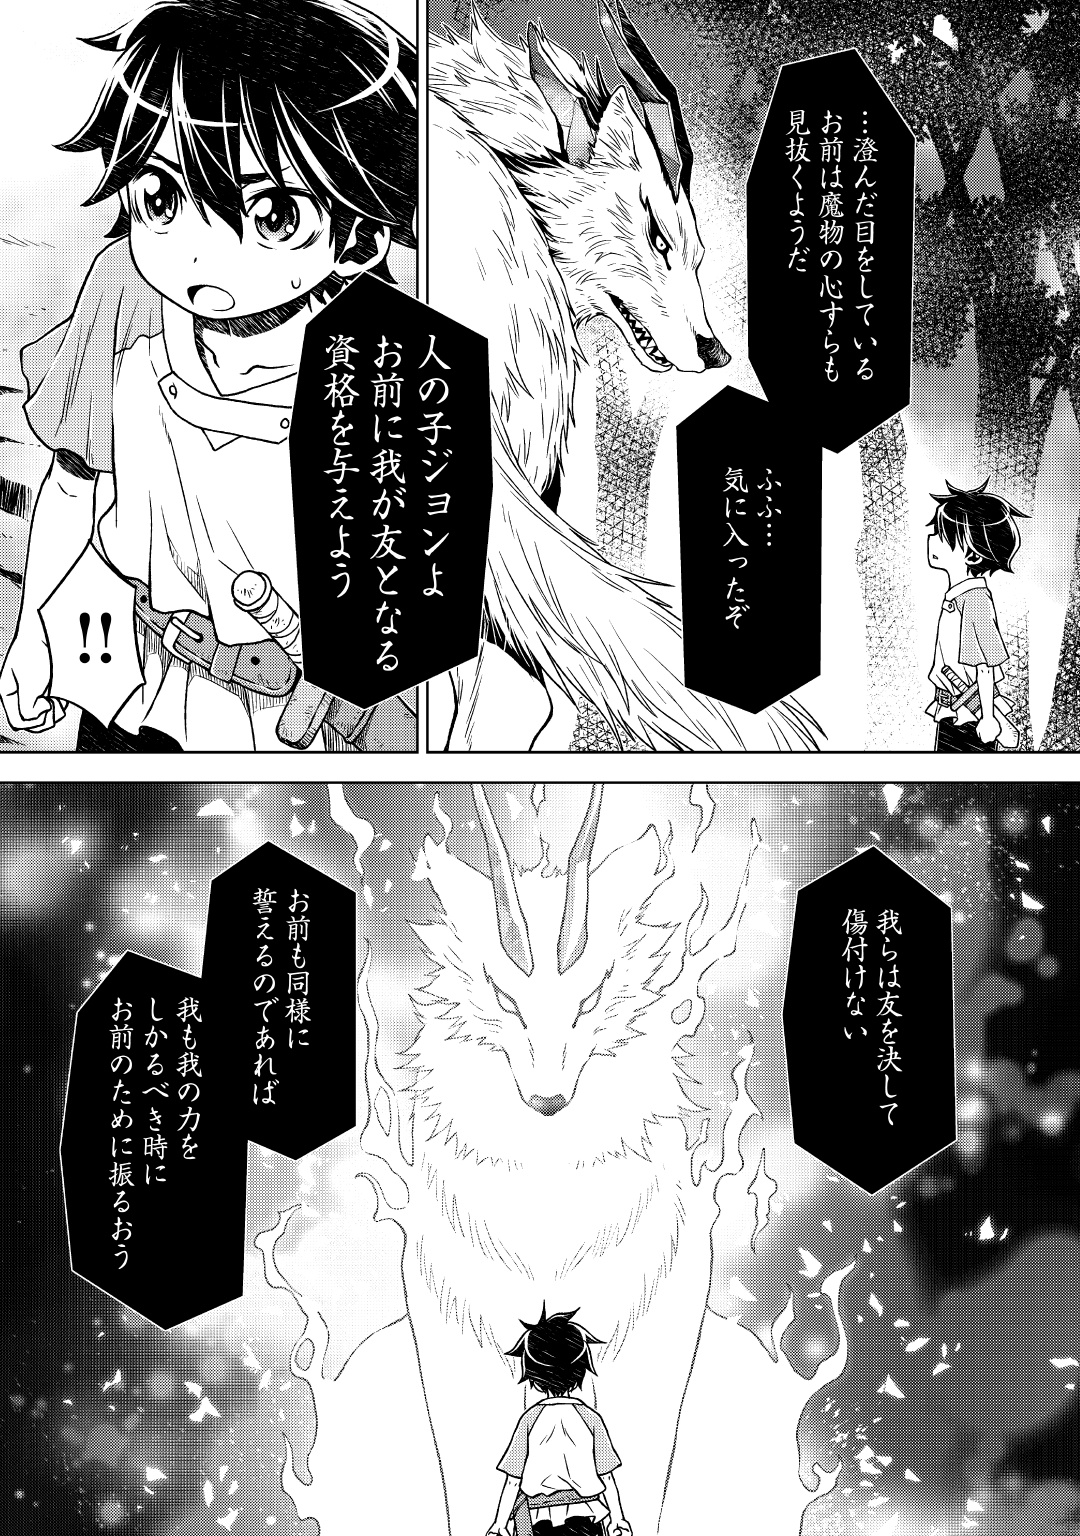 …澄んだ目をしている
お前は魔物の心すらも
見抜くようだ
ふふ…
気に入ったぞ
人の子ジョンよ
お前に我が友となる
資格を与えよう
!!
我らは友を決して
傷付けない
お前も同様に
誓えるのであれば
我も我の力を
しかるべき時に
お前のために振るおう